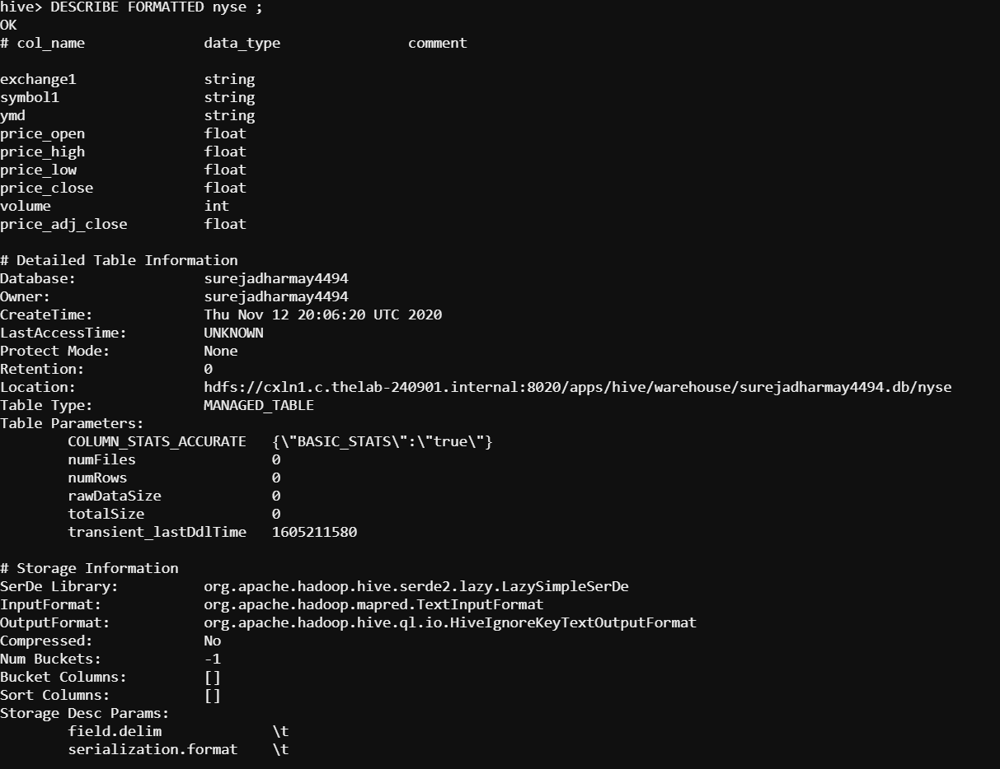 hive> DESCRIBE FORMATTED nyse ;
OK
# col_name data_type comment
exchange1 string
symbol1 string
ymd string
price_open float
price_high float
price_low float
price_close float
volume int
price_adj_close float
# Detailed Table Information
Database: surejadharmay4494
Owner: surejadharmay4494
CreateTime: Thu Nov 12 20:06:20 UTC 2020
LastAccessTime: UNKNOWN
Protect Mode: None
Retention: 0
Location: hdfs://cxln1.c.thelab-240901.internal:8020/apps/hive/warehouse/surejadharmay4494.db/nyse
Table Type: MANAGED_TABLE
Table Parameters:
COLUMN_STATS_ACCURATE {\"BASIC_STATS\":\"true\"}
numFiles 0
numRows 0
rawDataSize 0
totalSize 0
transient_lastDdlTime 1605211580
# Storage Information
SerDe Library: org.apache.hadoop.hive.serde2.lazy.LazySimpleSerDe
InputFormat: org.apache.hadoop.mapred.TextInputFormat
OutputFormat: org.apache.hadoop.hive.ql.io.HiveIgnoreKeyTextOutputFormat
Compressed: No
Num Buckets: -1
Bucket Columns: []
Sort Columns: []
Storage Desc Params:
field.delim \t
serialization.format \t